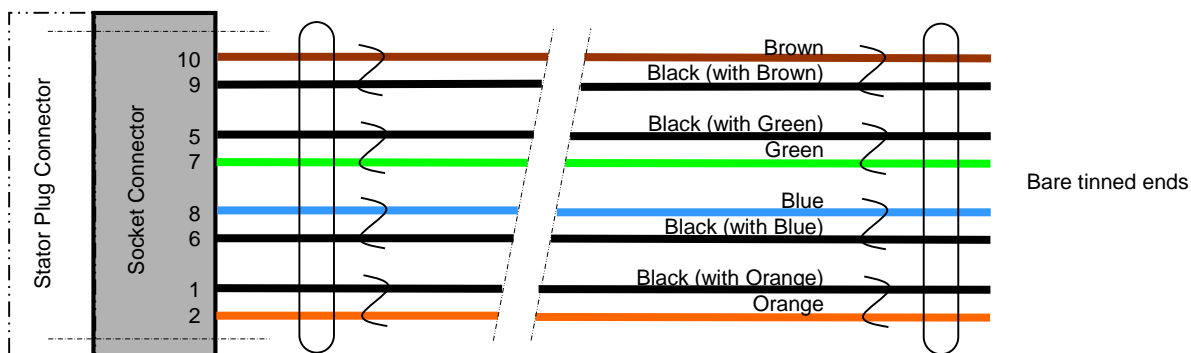 Stator Plug Connector
Socket Connector
10
Brown
9
Black (with Brown)
5
Black (with Green)
7
Green
8
Blue
6
Black (with Blue)
1
Black (with Orange)
2
Orange
Bare tinned ends